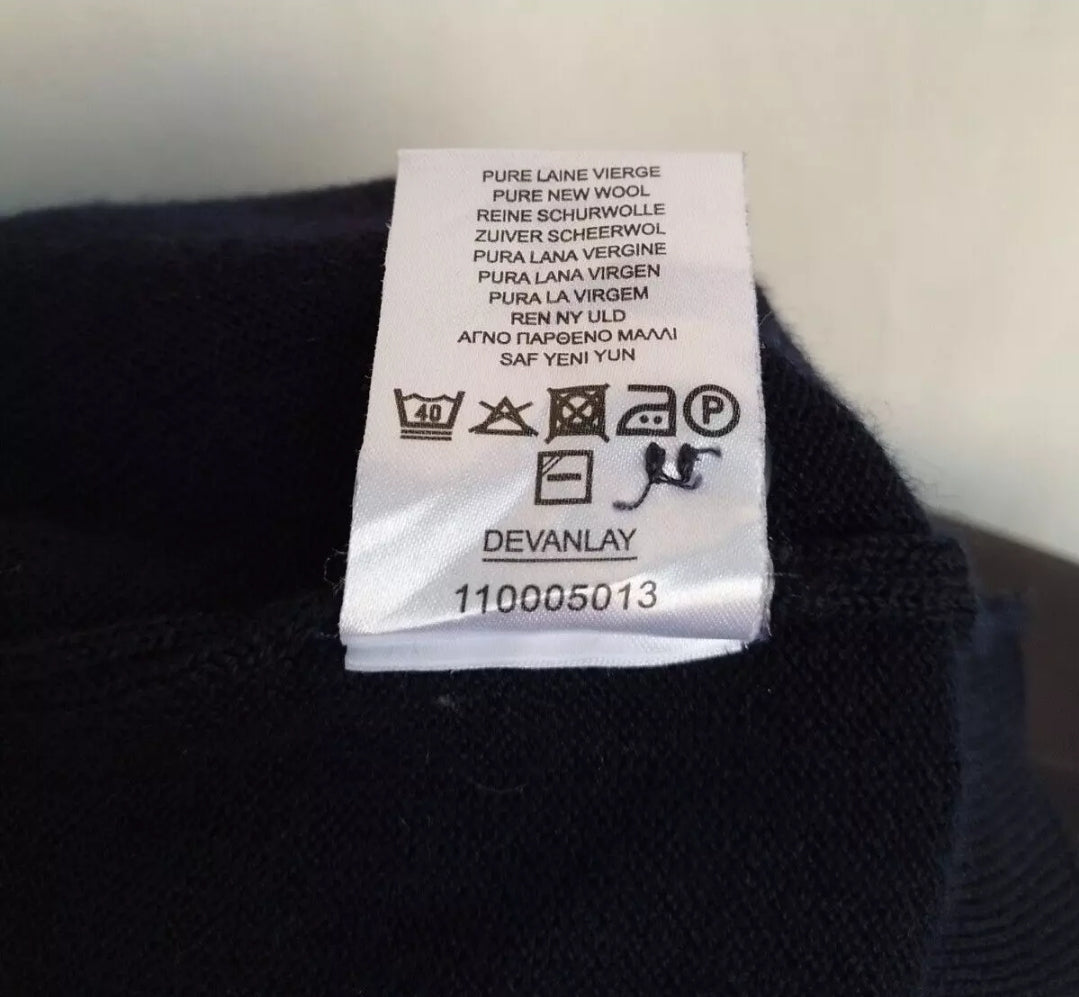 PURE LAINE VIERGE
PURE NEW WOOL
REINE SCHURWOLLE
ZUIVER SCHEERWOL
PURA LANA VERGINE
PURA LANA VIRGEN
PURA LA VIRGEM
REN NY ULD
ΑΓΝΟ ΠΑΡΘΕΝΟ ΜΑΛΛΙ
SAF YENI YUN
40 P
DEVANLAY
110005013